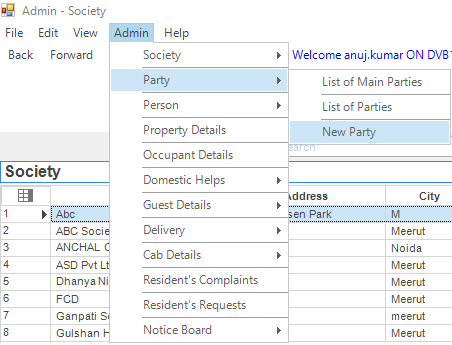 Admin - Society
File Edit View Admin Help
Back Forward Welcome anuj.kumar ON DVB
Society
Party
Person
Property Details
Occupant Details
Domestic Helps
Guest Details
Delivery
Cab Details
Resident's Complaints
Resident's Requests
Notice Board
List of Main Parties
List of Parties
New Party
earch
Society
Address City
1 Abc sen Park M
2 ABC Socie Meerut
3 ANCHAL C Noida
4 ASD Pvt Lt Meerut
5 Dhanya Ni Meerut
6 FCD Meerut
7 Ganpati So meerut
8 Gulshan H Meerut